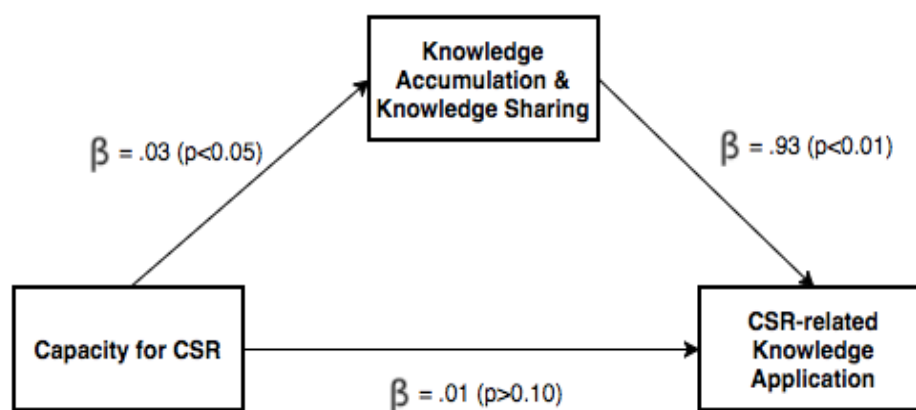 Knowledge
Accumulation &
Knowledge Sharing
β = .03 (p<0.05)
β = .93 (p<0.01)
Capacity for CSR
CSR-related
Knowledge
Application
β = .01 (p>0.10)